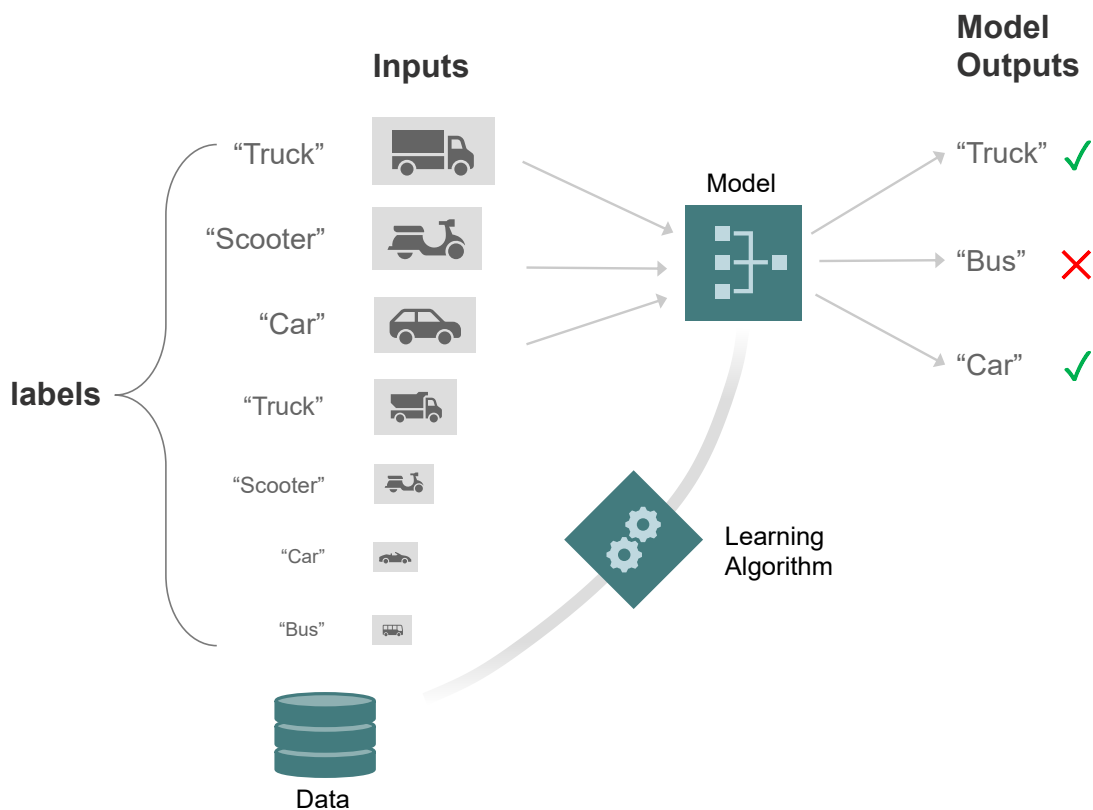 Model
Outputs
Inputs
“Truck”
“Scooter”
“Car”
“Truck”
“Scooter”
“Car”
“Bus”
labels
Model
“Truck”
“Bus”
“Car”
Learning
Algorithm
Data